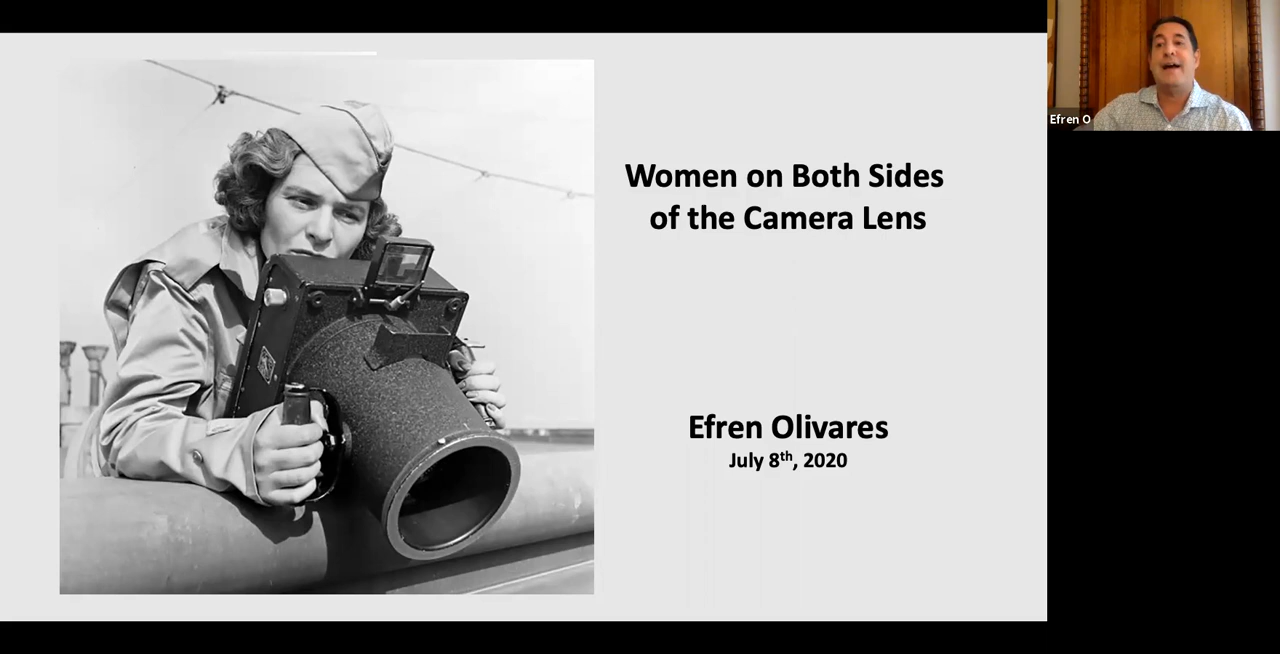 Women on Both Sides
of the Camera Lens
Efren Olivares
July 8th, 2020
Efren O